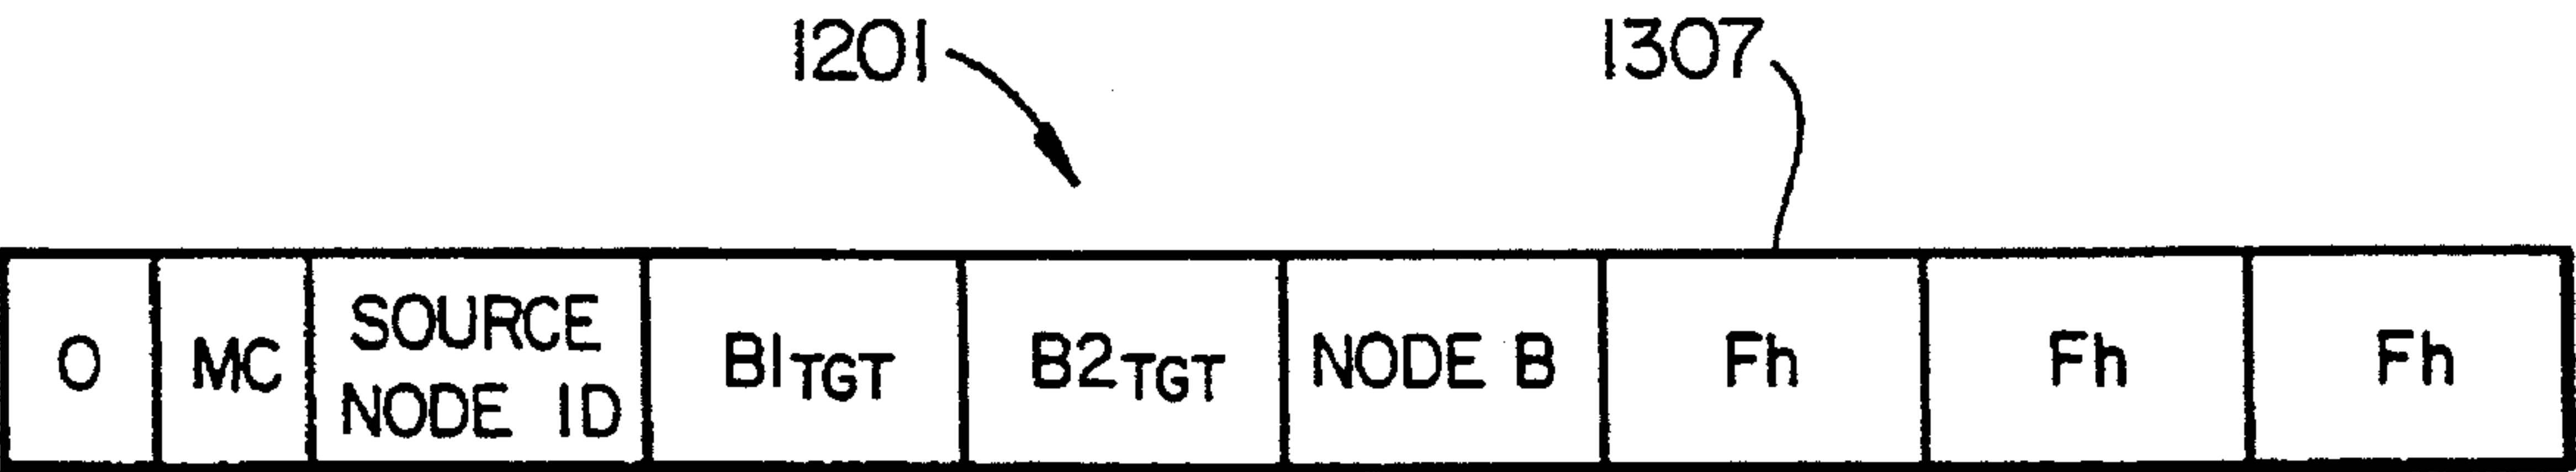 1201
1307
O
MC
SOURCE
NODE ID
B1TGT
B2TGT
NODE B
Fh
Fh
Fh